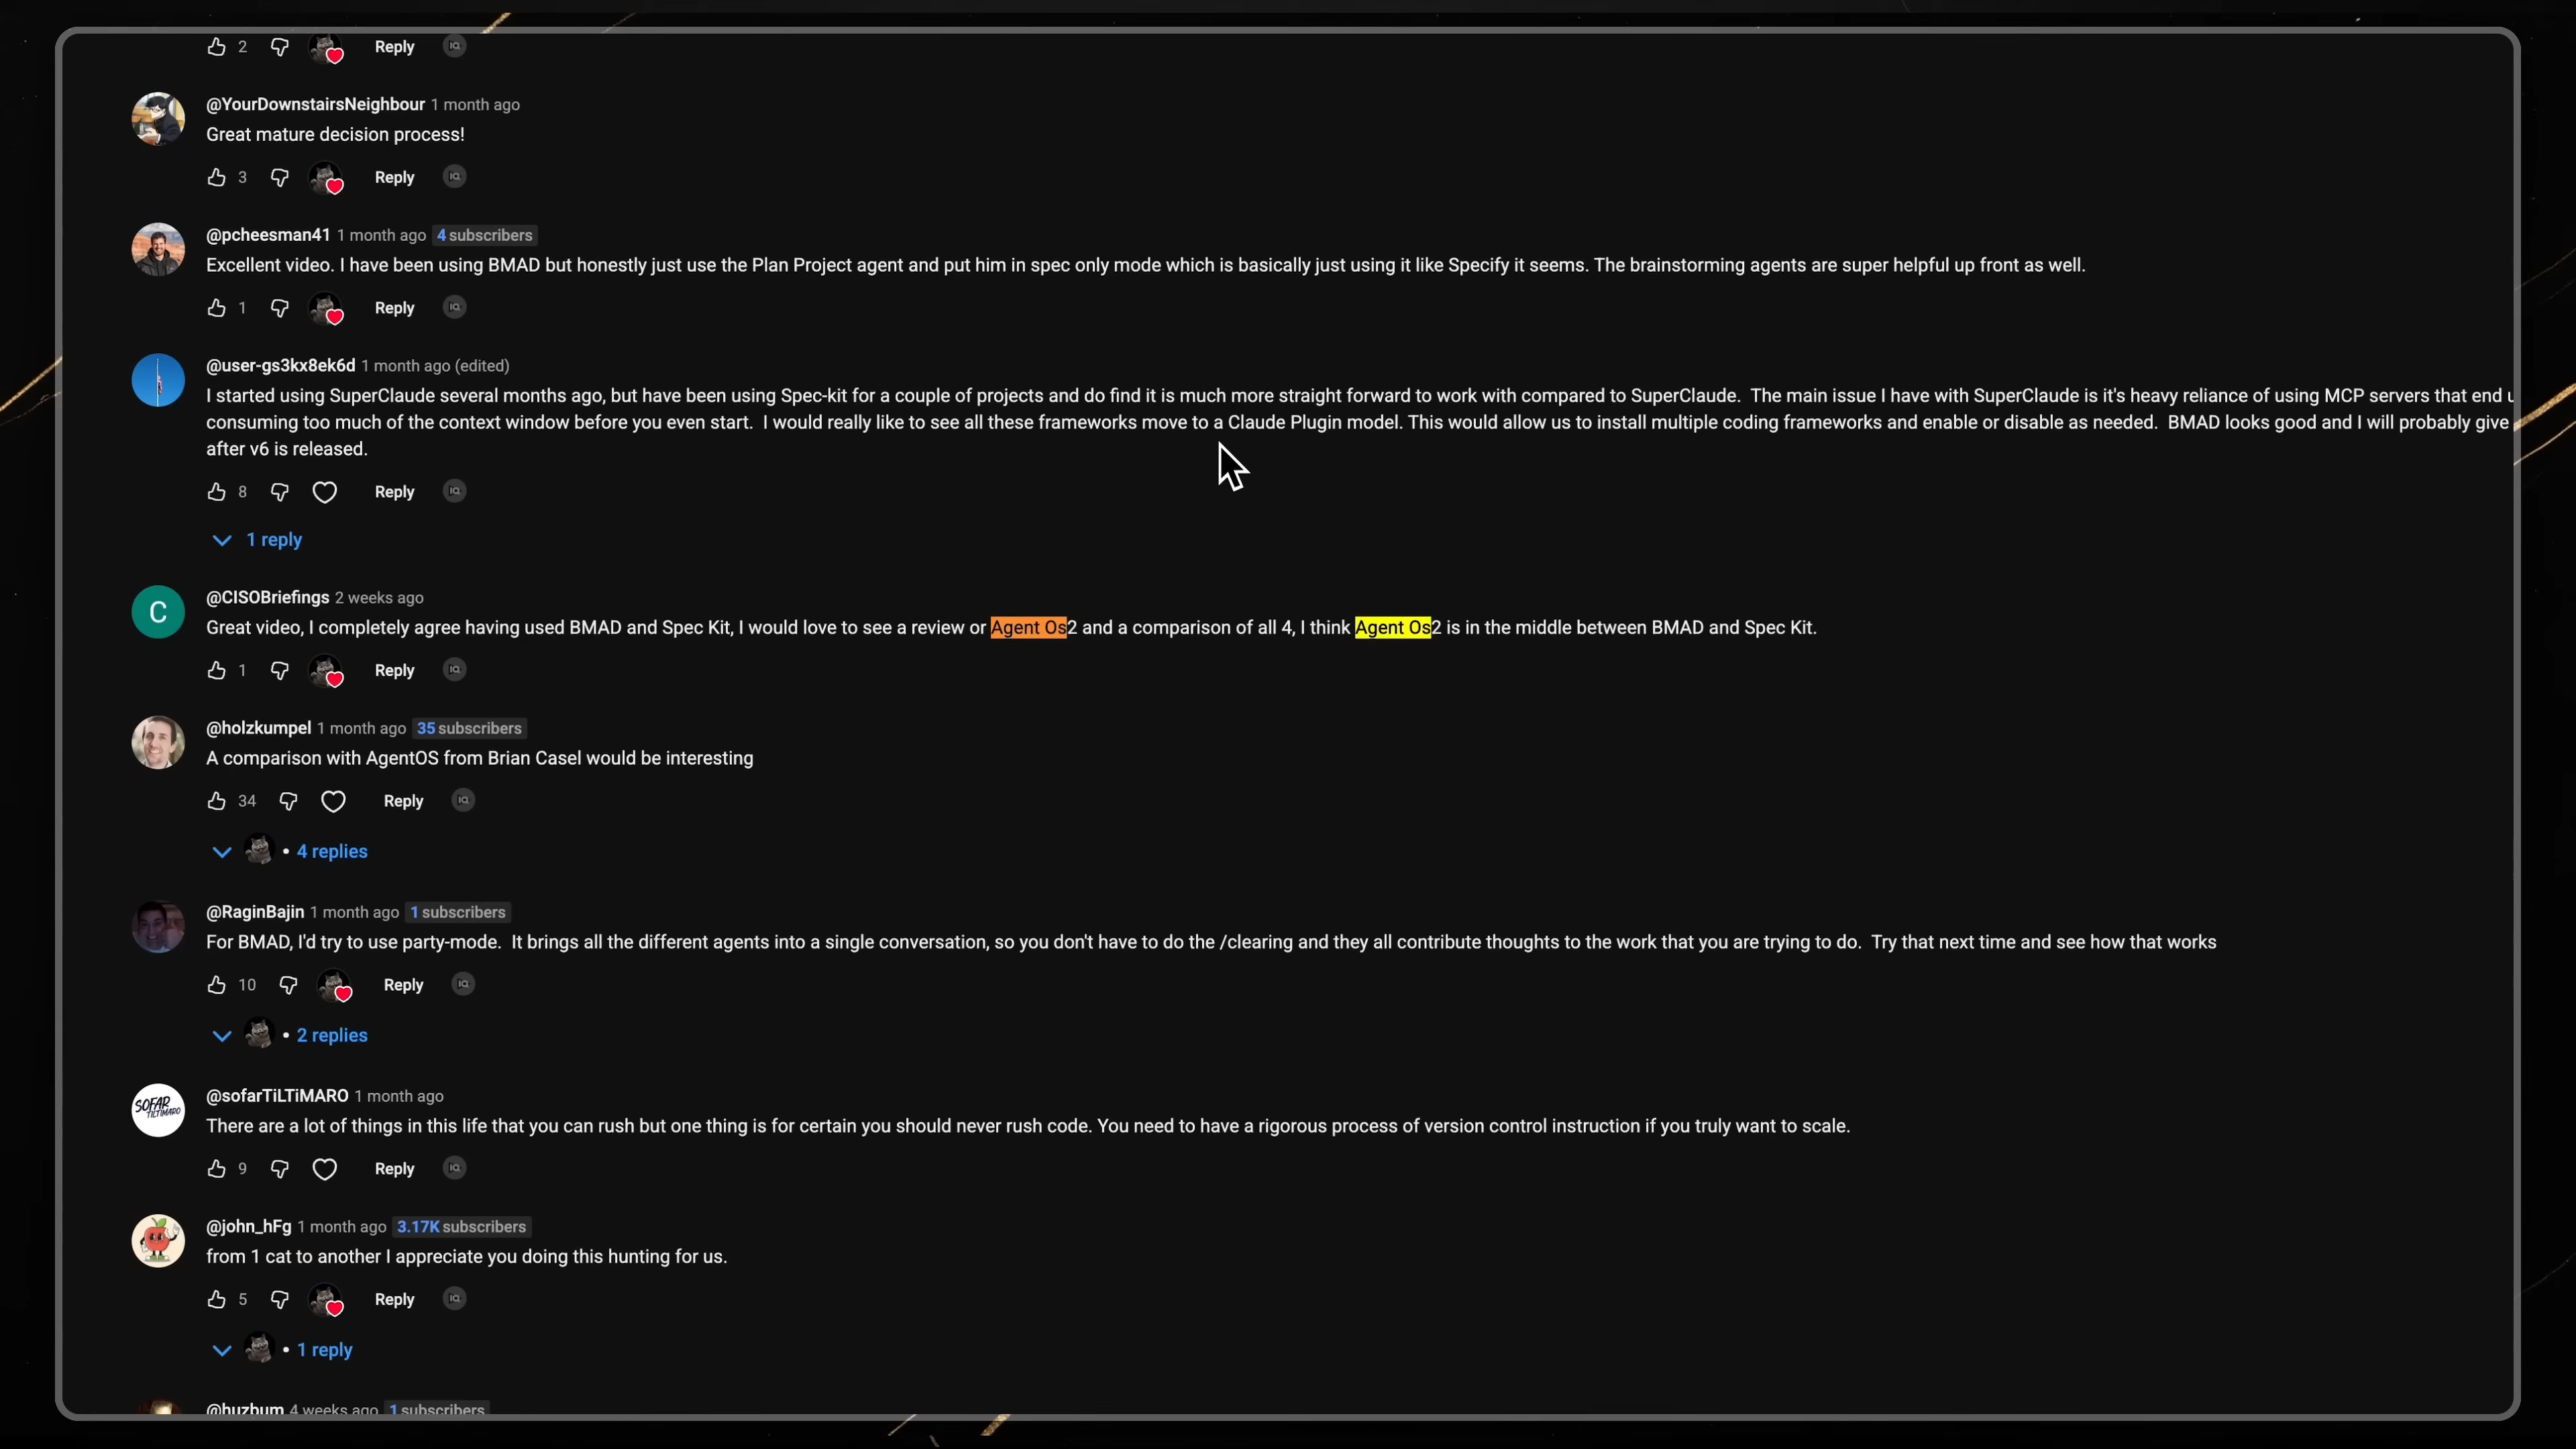 2 Reply
@YourDownstairsNeighbour 1 month ago
Great mature decision process!
3 Reply
@pcheesman41 1 month ago 4 subscribers
Excellent video. I have been using BMAD but honestly just use the Plan Project agent and put him in spec only mode which is basically just using it like Specify it seems. The brainstorming agents are super helpful up front as well.
1 Reply
@user-gs3kx8ek6d 1 month ago (edited)
I started using SuperClaude several months ago, but have been using Spec-kit for a couple of projects and do find it is much more straight forward to work with compared to SuperClaude. The main issue I have with SuperClaude is it's heavy reliance of using MCP servers that end
consuming too much of the context window before you even start. I would really like to see all these frameworks move to a Claude Plugin model. This would allow us to install multiple coding frameworks and enable or disable as needed. BMAD looks good and I will probably give
after v6 is released.
8 Reply
1 reply
C
@CISOBriefings 2 weeks ago
Great video, I completely agree having used BMAD and Spec Kit, I would love to see a review or Agent Os2 and a comparison of all 4, I think Agent Os2 is in the middle between BMAD and Spec Kit.
1 Reply
@holzkumpel 1 month ago 35 subscribers
A comparison with AgentOS from Brian Casel would be interesting
34 Reply
• 4 replies
@RaginBajin 1 month ago 1 subscribers
For BMAD, I'd try to use party-mode. It brings all the different agents into a single conversation, so you don't have to do the /clearing and they all contribute thoughts to the work that you are trying to do. Try that next time and see how that works
10 Reply
• 2 replies
SOFAR
TILTIMARO
@sofarTiLTiMARO 1 month ago
There are a lot of things in this life that you can rush but one thing is for certain you should never rush code. You need to have a rigorous process of version control instruction if you truly want to scale.
9 Reply
@john_hFg 1 month ago 3.17K subscribers
from 1 cat to another I appreciate you doing this hunting for us.
5 Reply
• 1 reply
@huzbum 4 weeks ago 1 subscribers